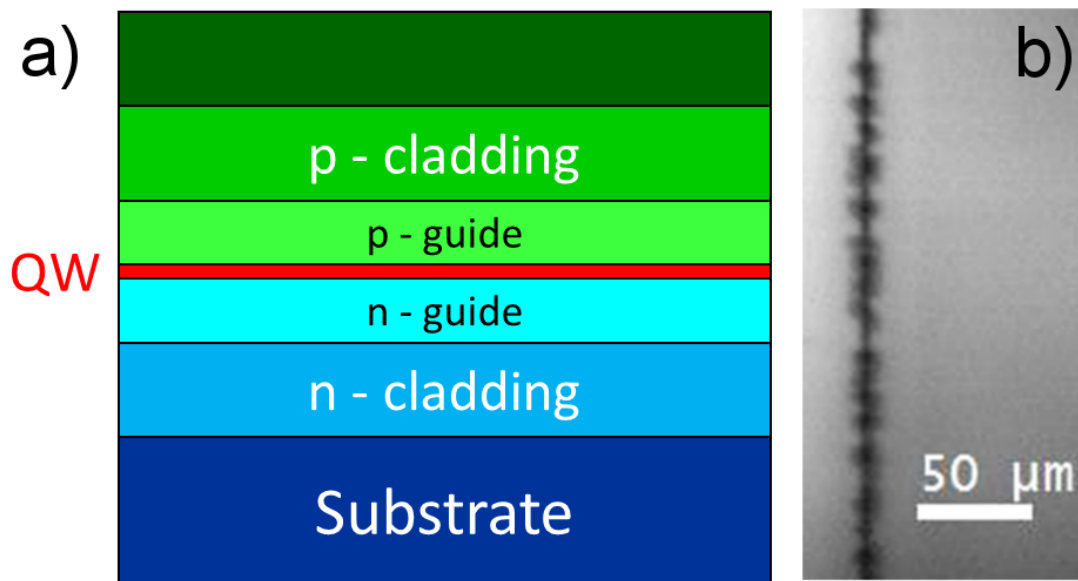 a)
p - cladding
p - guide
QW
n - guide
n - cladding
Substrate
b)
50 µm